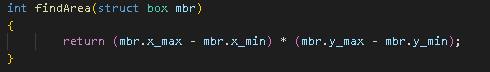 int findArea(struct box mbr)
{
    return (mbr.x_max - mbr.x_min) * (mbr.y_max - mbr.y_min);
}